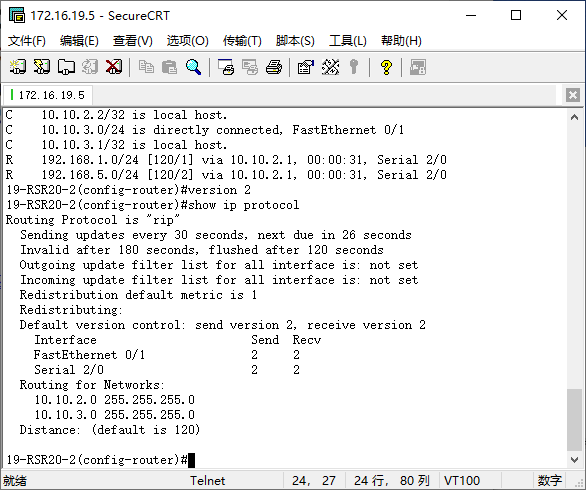 172.16.19.5 - SecureCRT
文件(F) 编辑(E) 查看(V) 选项(O) 传输(T) 脚本(S) 工具(L) 帮助(H)
172.16.19.5
C    10.10.2.2/32 is local host.
C    10.10.3.0/24 is directly connected, FastEthernet 0/1
C    10.10.3.1/32 is local host.
R    192.168.1.0/24 [120/1] via 10.10.2.1, 00:00:31, Serial 2/0
R    192.168.5.0/24 [120/2] via 10.10.2.1, 00:00:31, Serial 2/0
19-RSR20-2(config-router)#version 2
19-RSR20-2(config-router)#show ip protocol
Routing Protocol is "rip"
  Sending updates every 30 seconds, next due in 26 seconds
  Invalid after 180 seconds, flushed after 120 seconds
  Outgoing update filter list for all interface is: not set
  Incoming update filter list for all interface is: not set
  Redistribution default metric is 1
  Redistributing:
  Default version control: send version 2, receive version 2
    Interface                  Send  Recv
    FastEthernet 0/1           2     2
    Serial 2/0                 2     2
  Routing for Networks:
    10.10.2.0 255.255.255.0
    10.10.3.0 255.255.255.0
  Distance: (default is 120)
19-RSR20-2(config-router)#
就绪 Telnet 24, 27 24 行, 80 列 VT100 数字